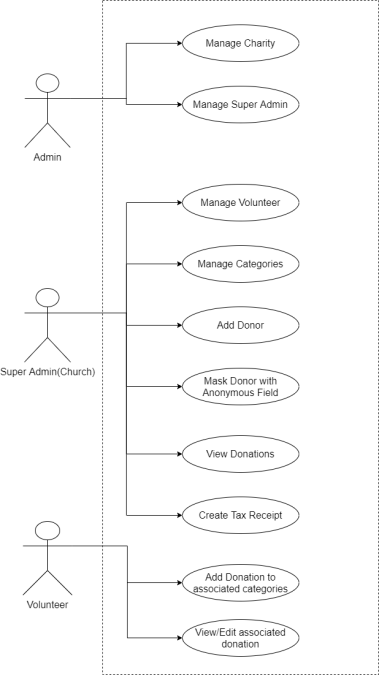 Manage Charity
Manage Super Admin
Admin
Manage Volunteer
Manage Categories
Add Donor
Super Admin(Church)
Mask Donor with
Anonymous Field
View Donations
Create Tax Receipt
Add Donation to
associated categories
Volunteer
View/Edit associated
donation